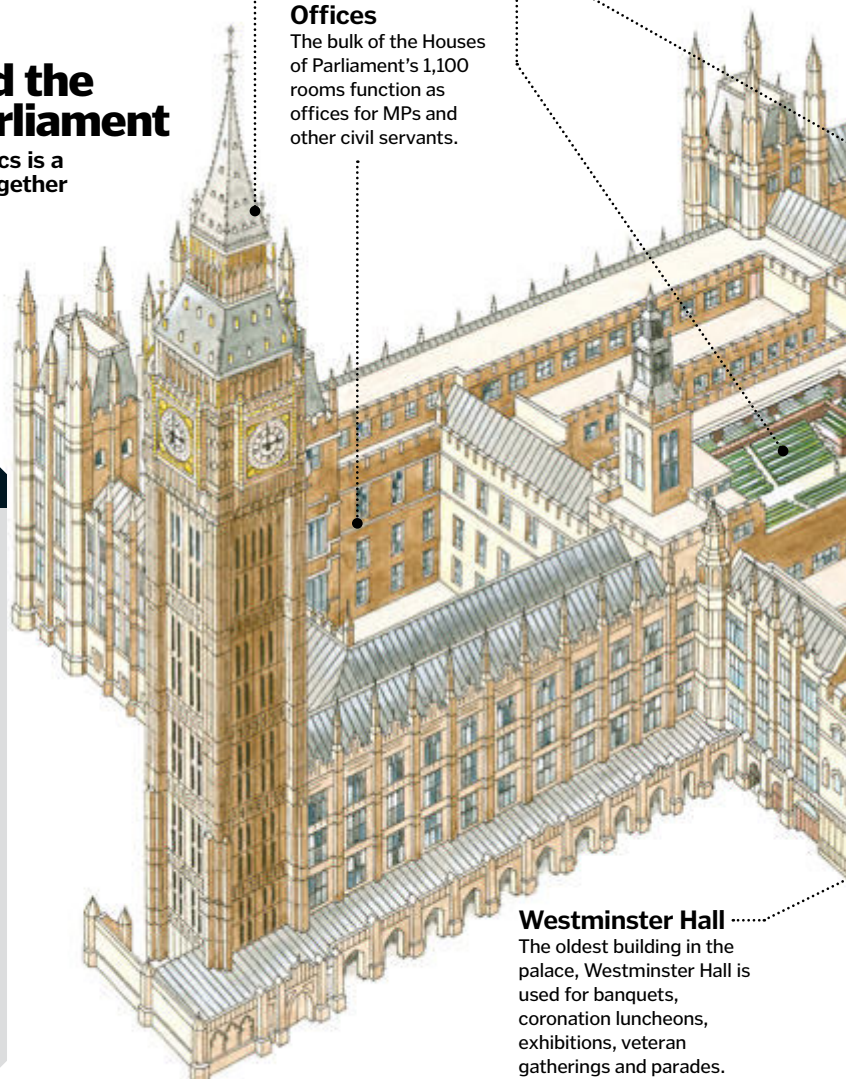 d the
rliament
cs is a
gether
Offices
The bulk of the Houses
of Parliament's 1,100
rooms function as
offices for MPs and
other civil servants.
Westminster Hall
The oldest building in the
palace, Westminster Hall is
used for banquets,
coronation luncheons,
exhibitions, veteran
gatherings and parades.